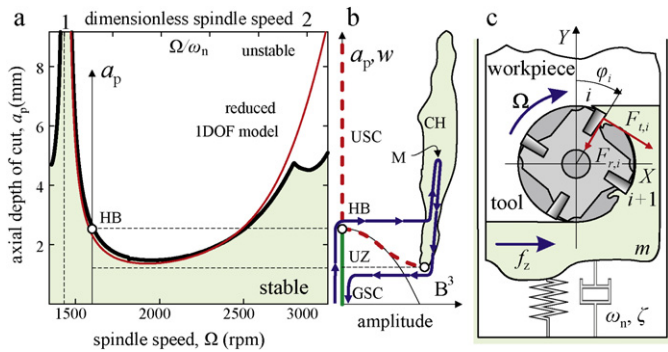 a
dimensionless spindle speed
1
2
Ω/ωn
unstable
reduced
1DOF model
ap
HB
stable
axial depth of cut, ap(mm)
8
6
4
2
1500
2000
2500
3000
spindle speed, Ω (rpm)
b
ap, w
USC
CH
M
HB
UZ
GSC
B³
amplitude
c
Y
workpiece
φi
i
Ω
Ft,i
Fr,i
X
i+1
tool
fz
m
ωn, ζ